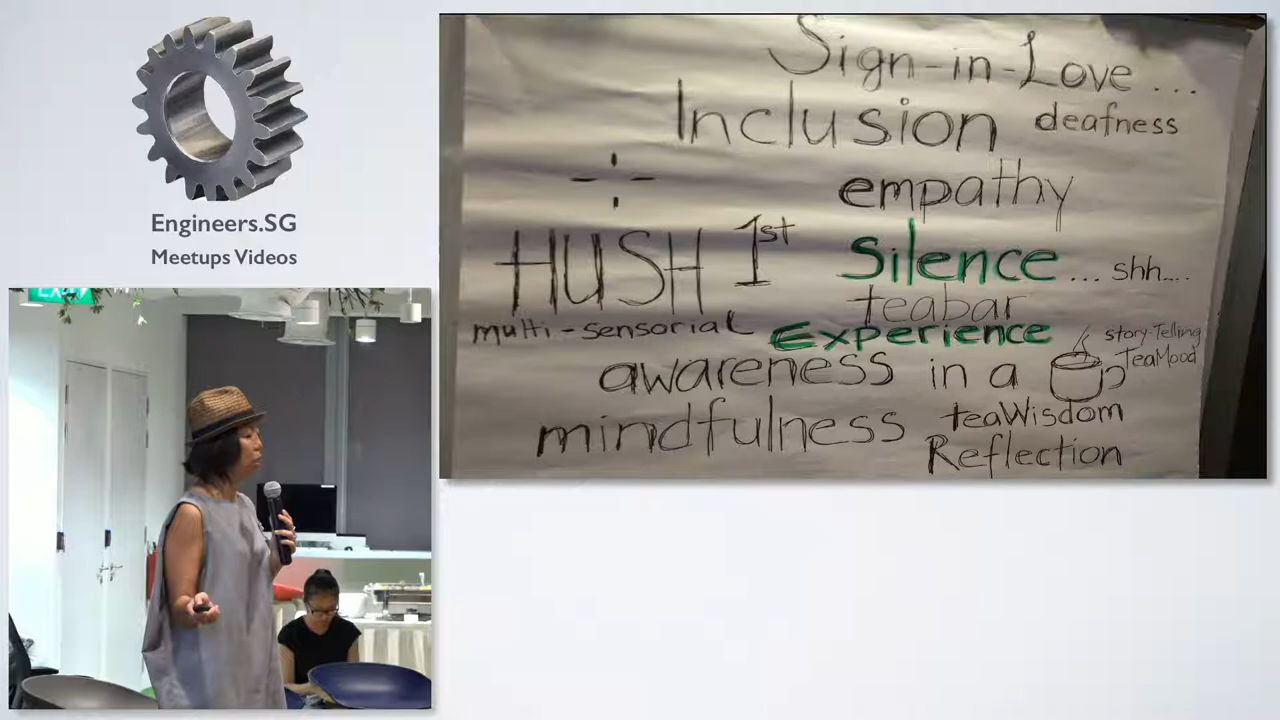 Engineers.SG
Meetups Videos
EXIT
Sign-in-Love...
Inclusion deafness
empathy
HUSH 1st Silence... shh....
teabar
multi-sensorial Experience story-Telling
TeaMood
awareness in a
mindfulness teaWisdom
Reflection